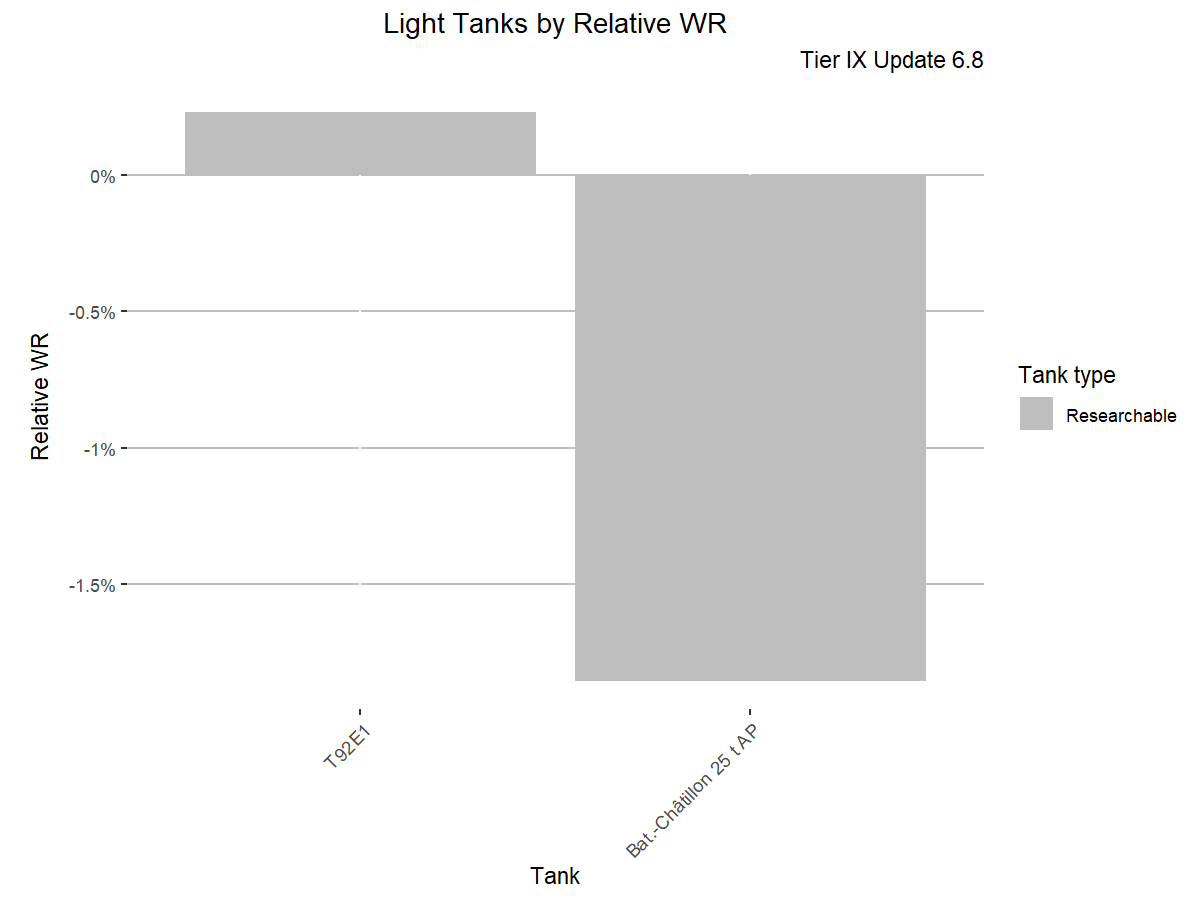 Light Tanks by Relative WR
Tier IX Update 6.8
Relative WR
0%
-0.5%
-1%
-1.5%
T92E1
Bat.-Châtillon 25 t AP
Tank
Tank type
Researchable